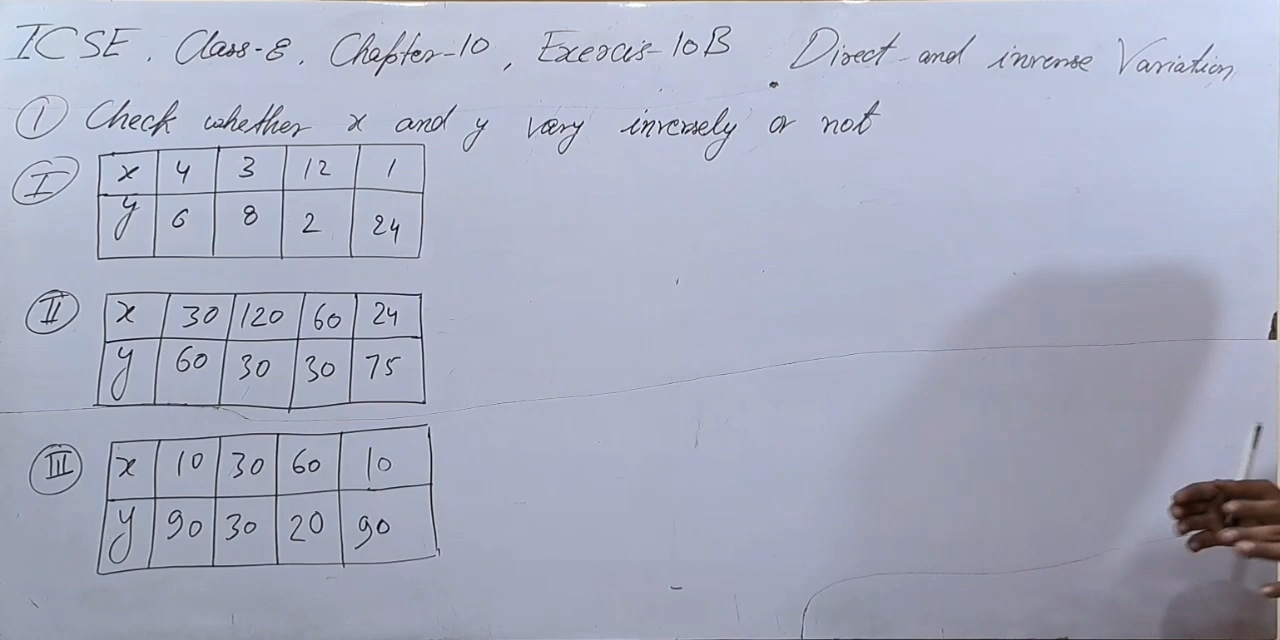 ICSE, Class-8, Chapter-10, Exercis-10B Direct and inverse Variation
① Check whether x and y vary inversely or not
Ⓘ
x 4 3 12 1
y 6 8 2 24
II
x 30 120 60 24
y 60 30 30 75
III
x 10 30 60 10
y 90 30 20 90